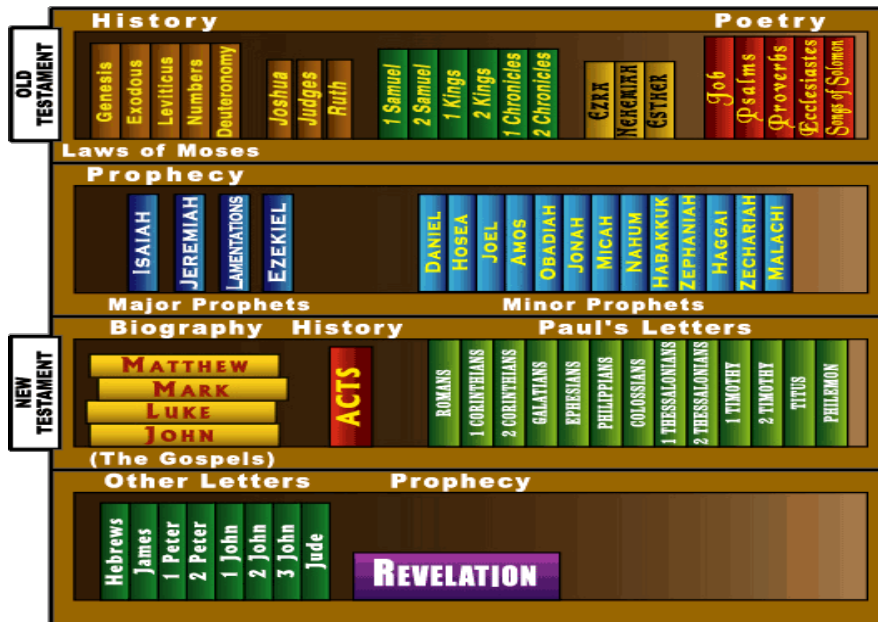 OLD
TESTAMENT
History
Poetry
Genesis
Exodous
Leviticus
Numbers
Deuteronomy
Joshua
Judges
Ruth
1 Samuel
2 Samuel
1 Kings
2 Kings
1 Chronicles
2 Chronicles
EZRA
NEHEMIAH
ESTHER
Job
Psalms
Proverbs
Ecclesiastes
Songs of Solomon
Laws of Moses
Prophecy
ISAIAH
JEREMIAH
LAMENTATIONS
EZEKIEL
DANIEL
HOSEA
JOEL
AMOS
OBADIAH
JONAH
MICAH
NAHUM
HABAKKUK
ZEPHANIAH
HAGGAI
ZECHARIAH
MALACHI
Major Prophets
Minor Prophets
NEW
TESTAMENT
Biography
History
Paul's Letters
MATTHEW
MARK
LUKE
JOHN
ACTS
ROMANS
1 CORINTHIANS
2 CORINTHIANS
GALATIANS
EPHESIANS
PHILIPPIANS
COLOSSIANS
1 THESSALONIANS
2 THESSALONIANS
1 TIMOTHY
2 TIMOTHY
TITUS
PHILEMON
(The Gospels)
Other Letters
Prophecy
Hebrews
James
1 Peter
2 Peter
1 John
2 John
3 John
Jude
REVELATION